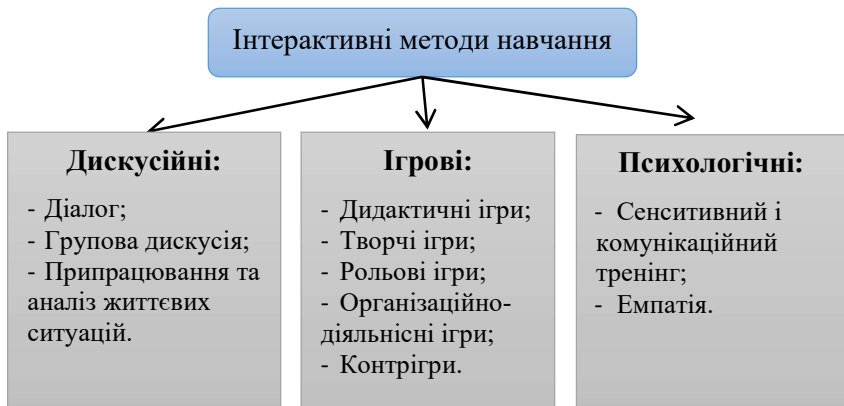 Інтерактивні методи навчання
Дискусійні:
- Діалог;
- Групова дискусія;
- Припрацювання та
аналіз життєвих
ситуацій.
Ігрові:
- Дидактичні ігри;
- Творчі ігри;
- Рольові ігри;
- Організаційно-
діяльнісні ігри;
- Контрігри.
Психологічні:
- Сенситивний і
комунікаційний
тренінг;
- Емпатія.